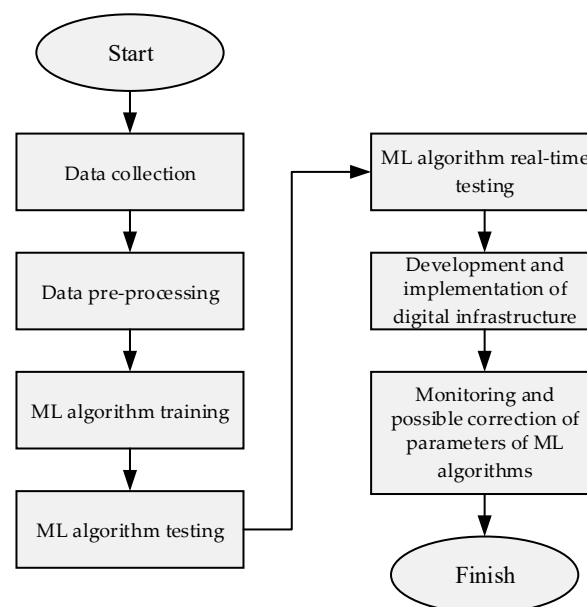 Start
Data collection
Data pre-processing
ML algorithm training
ML algorithm testing
ML algorithm real-time
testing
Development and
implementation of
digital infrastructure
Monitoring and
possible correction of
parameters of ML
algorithms
Finish